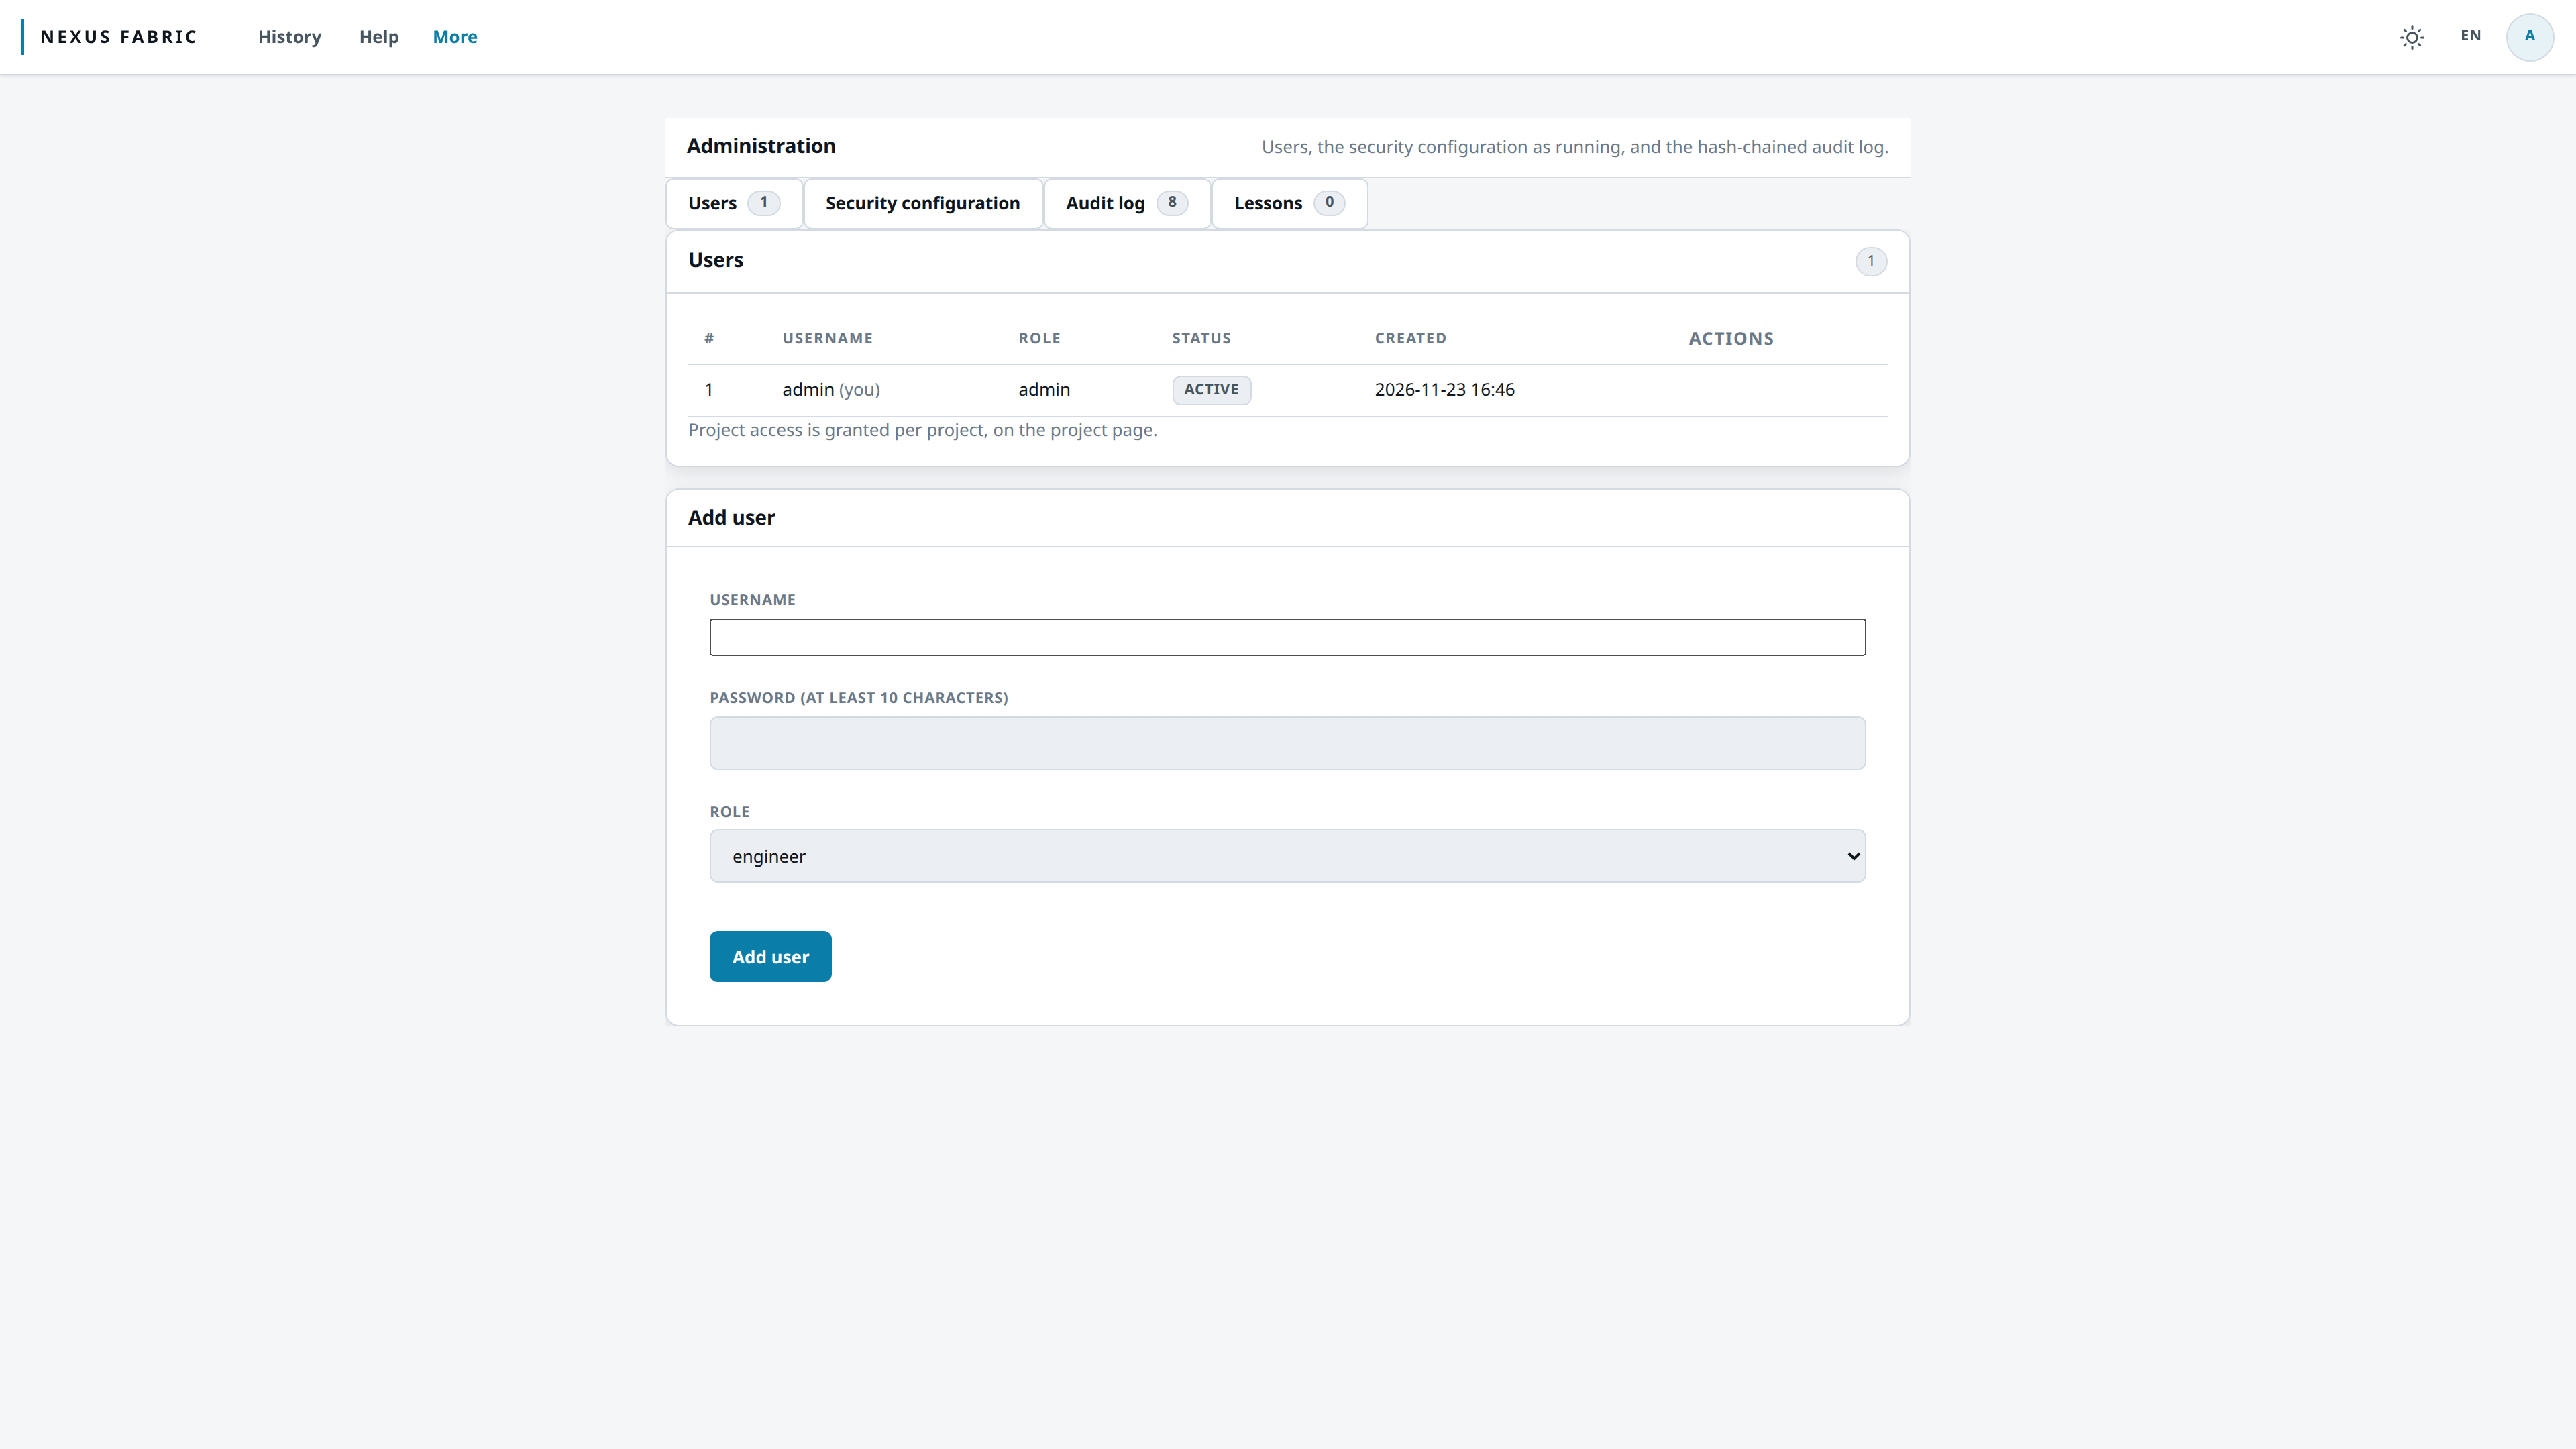 NEXUS FABRIC History Help More EN A
Administration Users, the security configuration as running, and the hash-chained audit log.
Users 1 Security configuration Audit log 8 Lessons 0
Users 1
# USERNAME ROLE STATUS CREATED ACTIONS
1 admin (you) admin ACTIVE 2026-11-23 16:46
Project access is granted per project, on the project page.
Add user
USERNAME
PASSWORD (AT LEAST 10 CHARACTERS)
ROLE
engineer
Add user